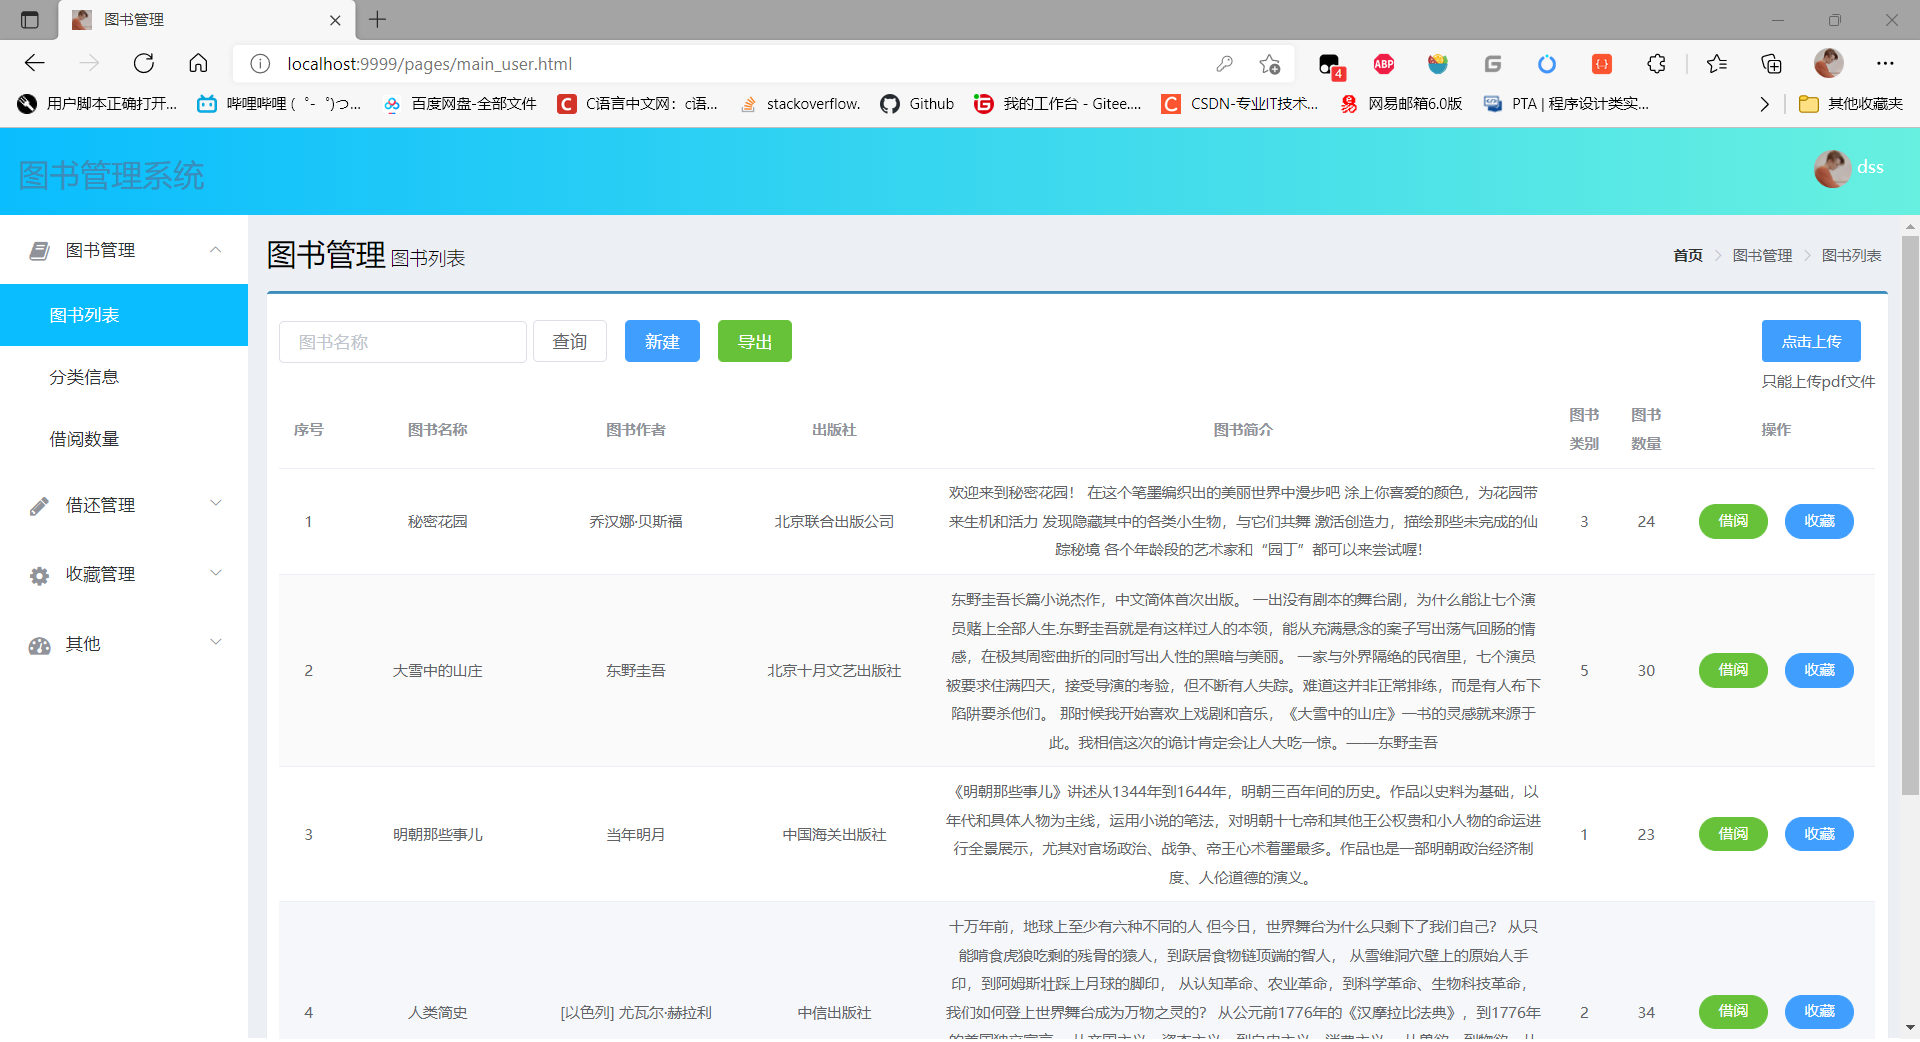 图书管理
localhost:9999/pages/main_user.html
4
ABP
用户脚本正确打开... 哔哩哔哩 (゜-゜)つ... 百度网盘-全部文件 C语言中文网：c语... stackoverflow. Github 我的工作台 - Gitee.... CSDN-专业IT技术... 网易邮箱6.0版 PTA | 程序设计类实... 其他收藏夹
图书管理系统
dss
图书管理
图书列表
分类信息
借阅数量
借还管理
收藏管理
其他
图书管理 图书列表
首页 > 图书管理 > 图书列表
图书名称 查询 新建 导出 点击上传
只能上传pdf文件
序号 图书名称 图书作者 出版社 图书简介 图书类别 图书数量 操作
1 秘密花园 乔汉娜·贝斯福 北京联合出版公司
欢迎来到秘密花园！ 在这个笔墨编织出的美丽世界中漫步吧 涂上你喜爱的颜色，为花园带
来生机和活力 发现隐藏其中的各类小生物，与它们共舞 激活创造力，描绘那些未完成的仙
踪秘境 各个年龄段的艺术家和“园丁”都可以来尝试喔！
3 24 借阅 收藏
2 大雪中的山庄 东野圭吾 北京十月文艺出版社
东野圭吾长篇小说杰作，中文简体首次出版。 一出没有剧本的舞台剧，为什么能让七个演
员赌上全部人生.东野圭吾就是有这样过人的本领，能从充满悬念的案子写出荡气回肠的情
感，在极其周密曲折的同时写出人性的黑暗与美丽。 一家与外界隔绝的民宿里，七个演员
被要求住满四天，接受导演的考验，但不断有人失踪。难道这并非正常排练，而是有人布下
陷阱要杀他们。 那时候我开始喜欢上戏剧和音乐，《大雪中的山庄》一书的灵感就来源于
此。我相信这次的诡计肯定会让人大吃一惊。——东野圭吾
5 30 借阅 收藏
3 明朝那些事儿 当年明月 中国海关出版社
《明朝那些事儿》讲述从1344年到1644年，明朝三百年间的历史。作品以史料为基础，以
年代和具体人物为主线，运用小说的笔法，对明朝十七帝和其他王公权贵和小人物的命运进
行全景展示，尤其对官场政治、战争、帝王心术着墨最多。作品也是一部明朝政治经济制
度、人伦道德的演义。
1 23 借阅 收藏
4 人类简史 [以色列] 尤瓦尔·赫拉利 中信出版社
十万年前，地球上至少有六种不同的人 但今日，世界舞台为什么只剩下了我们自己？ 从只
能啃食虎狼吃剩的残骨的猿人，到跃居食物链顶端的智人， 从雪维洞穴壁上的原始人手
印，到阿姆斯壮踩上月球的脚印， 从认知革命、农业革命，到科学革命、生物科技革命，
我们如何登上世界舞台成为万物之灵的？ 从公元前1776年的《汉摩拉比法典》，到1776年
2 34 借阅 收藏